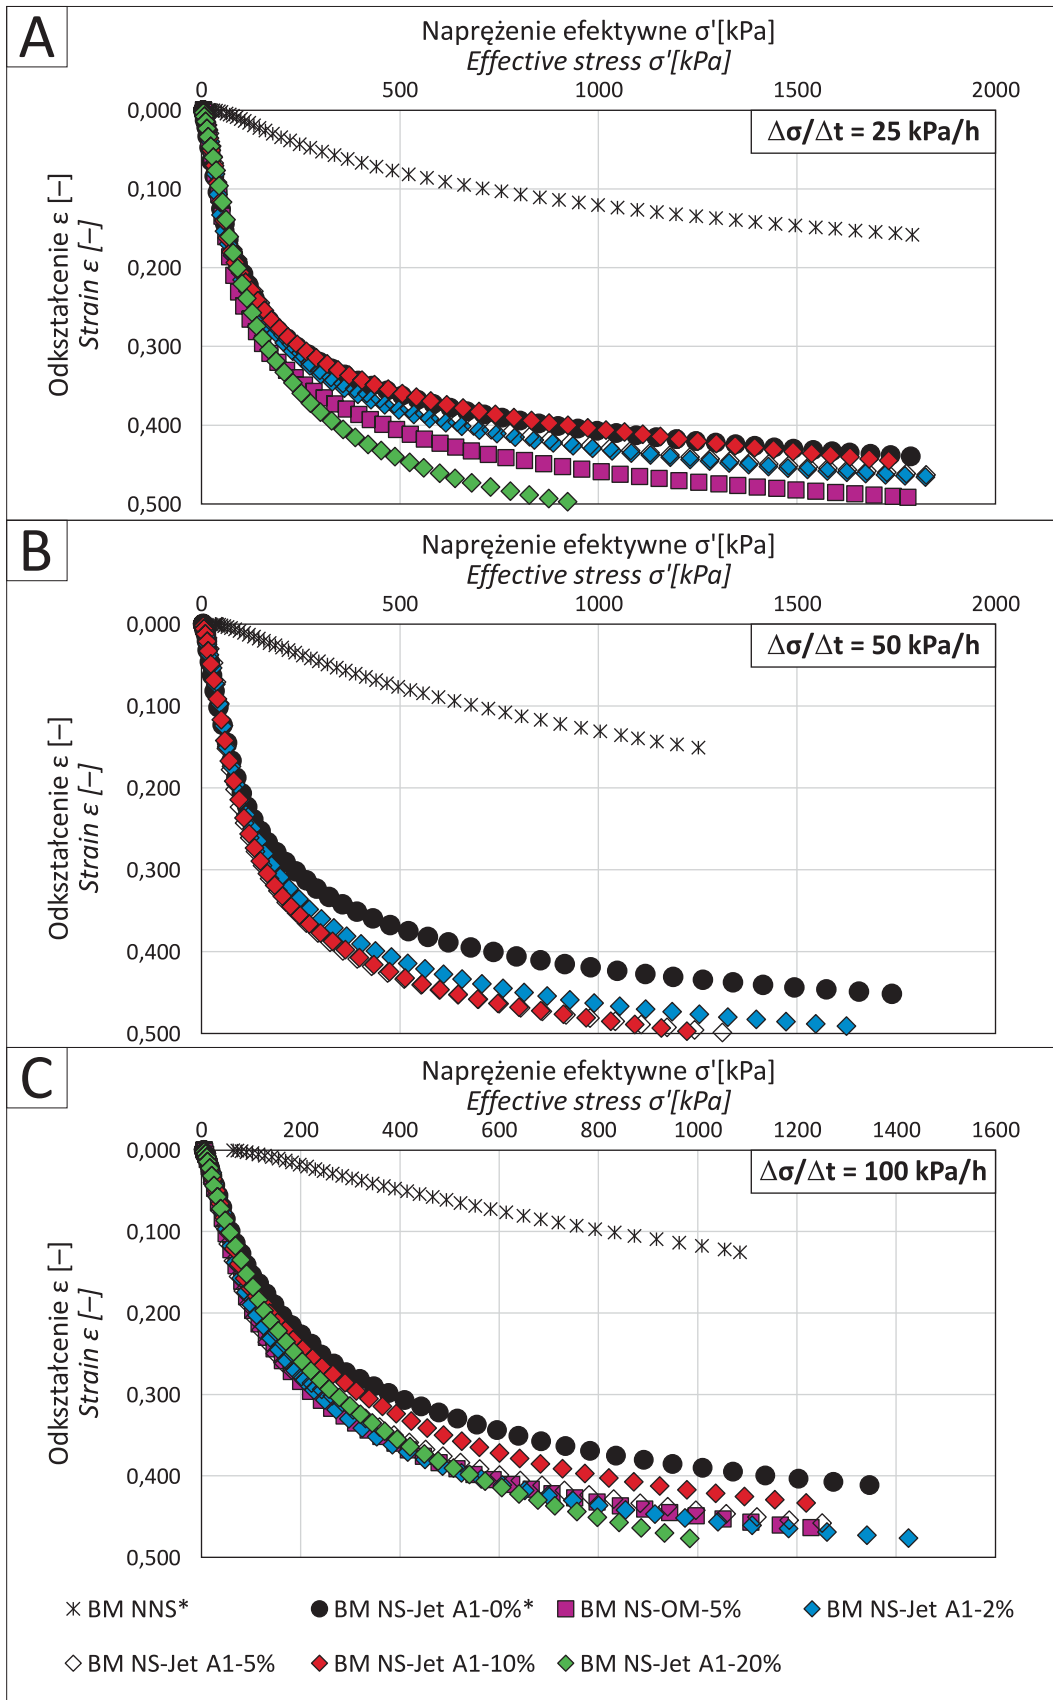 A
Naprężenie efektywne σ'[kPa]
Effective stress σ'[kPa]
0 500 1000 1500 2000
Δσ/Δt = 25 kPa/h
Odkształcenie ε [–]
Strain ε [–]
0,000
0,100
0,200
0,300
0,400
0,500
B
Naprężenie efektywne σ'[kPa]
Effective stress σ'[kPa]
0 500 1000 1500 2000
Δσ/Δt = 50 kPa/h
Odkształcenie ε [–]
Strain ε [–]
0,000
0,100
0,200
0,300
0,400
0,500
C
Naprężenie efektywne σ'[kPa]
Effective stress σ'[kPa]
0 200 400 600 800 1000 1200 1400 1600
Δσ/Δt = 100 kPa/h
Odkształcenie ε [–]
Strain ε [–]
0,000
0,100
0,200
0,300
0,400
0,500
BM NNS* BM NS-Jet A1-0%* BM NS-OM-5% BM NS-Jet A1-2%
BM NS-Jet A1-5% BM NS-Jet A1-10% BM NS-Jet A1-20%